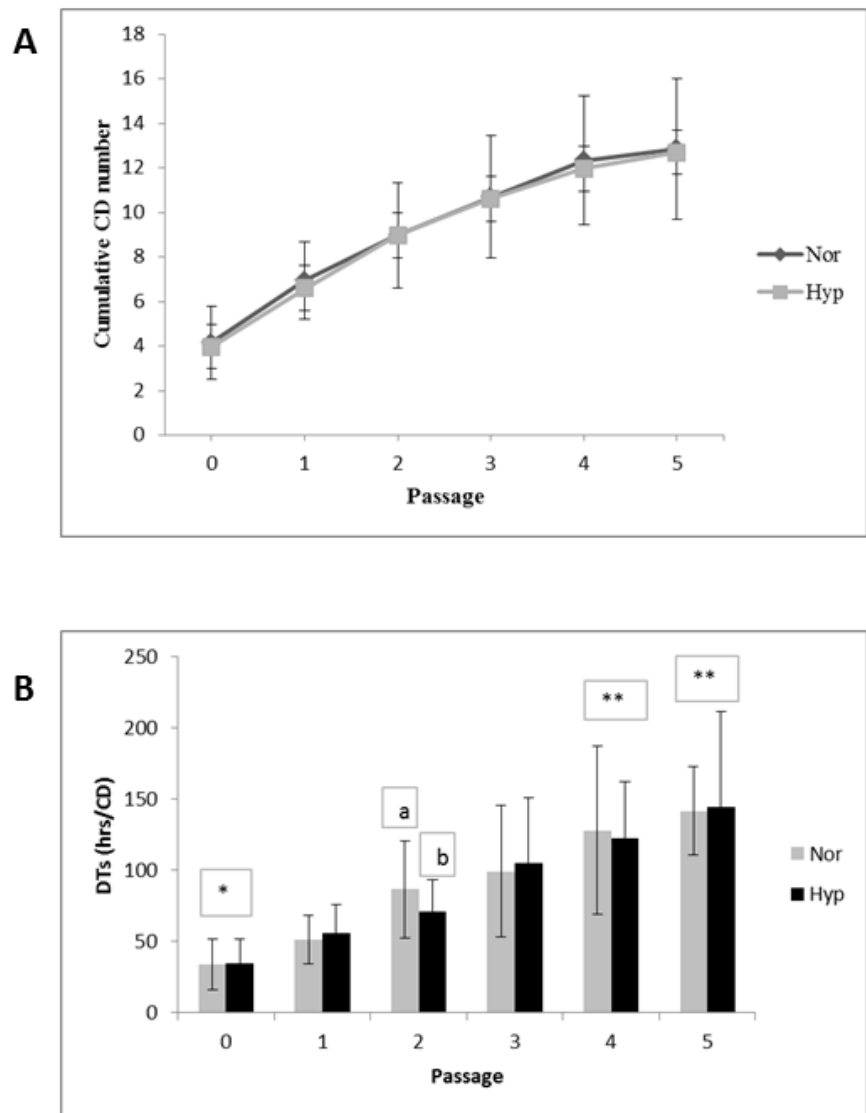 A
Cumulative CD number
18
16
14
12
10
8
6
4
2
0
0 1 2 3 4 5
Passage
Nor
Hyp
B
DTs (hrs/CD)
250
200
150
100
50
0
*
a
b
**
**
0 1 2 3 4 5
Passage
Nor
Hyp